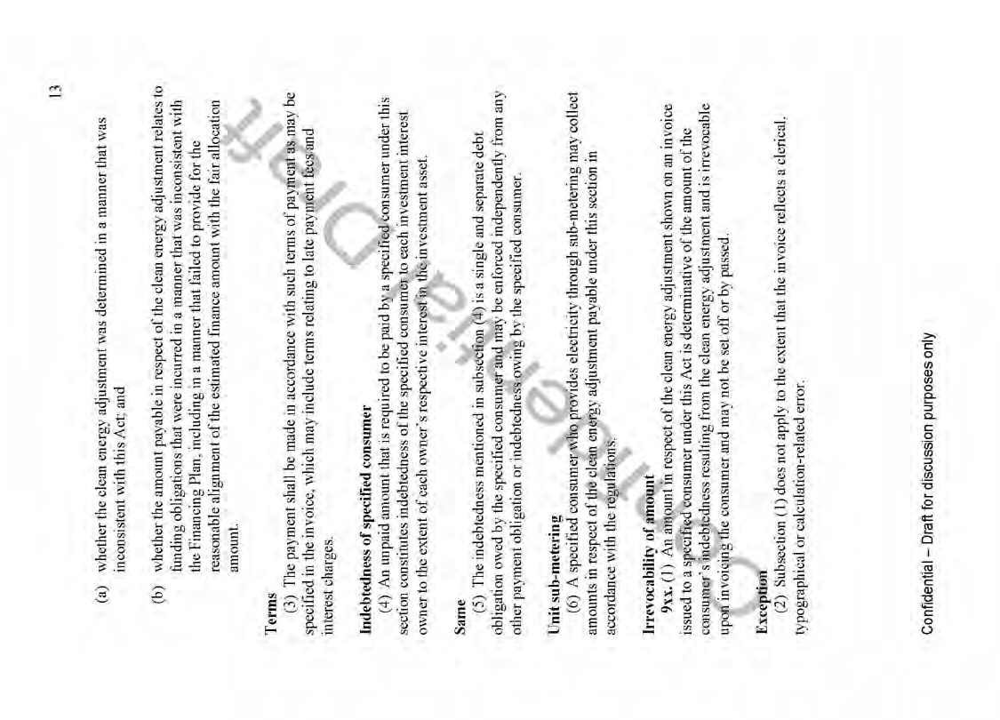 13
(a) whether the clean energy adjustment was determined in a manner that was
inconsistent with this Act; and
(b) whether the amount payable in respect of the clean energy adjustment relates to
funding obligations that were incurred in a manner that was inconsistent with
the Financing Plan, including in a manner that failed to provide for the
reasonable alignment of the estimated finance amount with the fair allocation
amount.
Terms
(3) The payment shall be made in accordance with such terms of payment as may be
specified in the invoice, which may include terms relating to late payment fees and
interest charges.
Indebtedness of specified consumer
(4) An unpaid amount that is required to be paid by a specified consumer under this
section constitutes indebtedness of the specified consumer to each investment interest
owner to the extent of each owner's respective interest in the investment asset.
Same
(5) The indebtedness mentioned in subsection (4) is a single and separate debt
obligation owed by the specified consumer and may be enforced independently from any
other payment obligation or indebtedness owing by the specified consumer.
Unit sub-metering
(6) A specified consumer who provides electricity through sub-metering may collect
amounts in respect of the clean energy adjustment payable under this section in
accordance with the regulations.
Irrevocability of amount
9xx. (1) An amount in respect of the clean energy adjustment shown on an invoice
issued to a specified consumer under this Act is determinative of the amount of the
consumer's indebtedness resulting from the clean energy adjustment and is irrevocable
upon invoicing the consumer and may not be set off or by passed.
Exception
(2) Subsection (1) does not apply to the extent that the invoice reflects a clerical,
typographical or calculation-related error.
Confidential Draft
Confidential – Draft for discussion purposes only